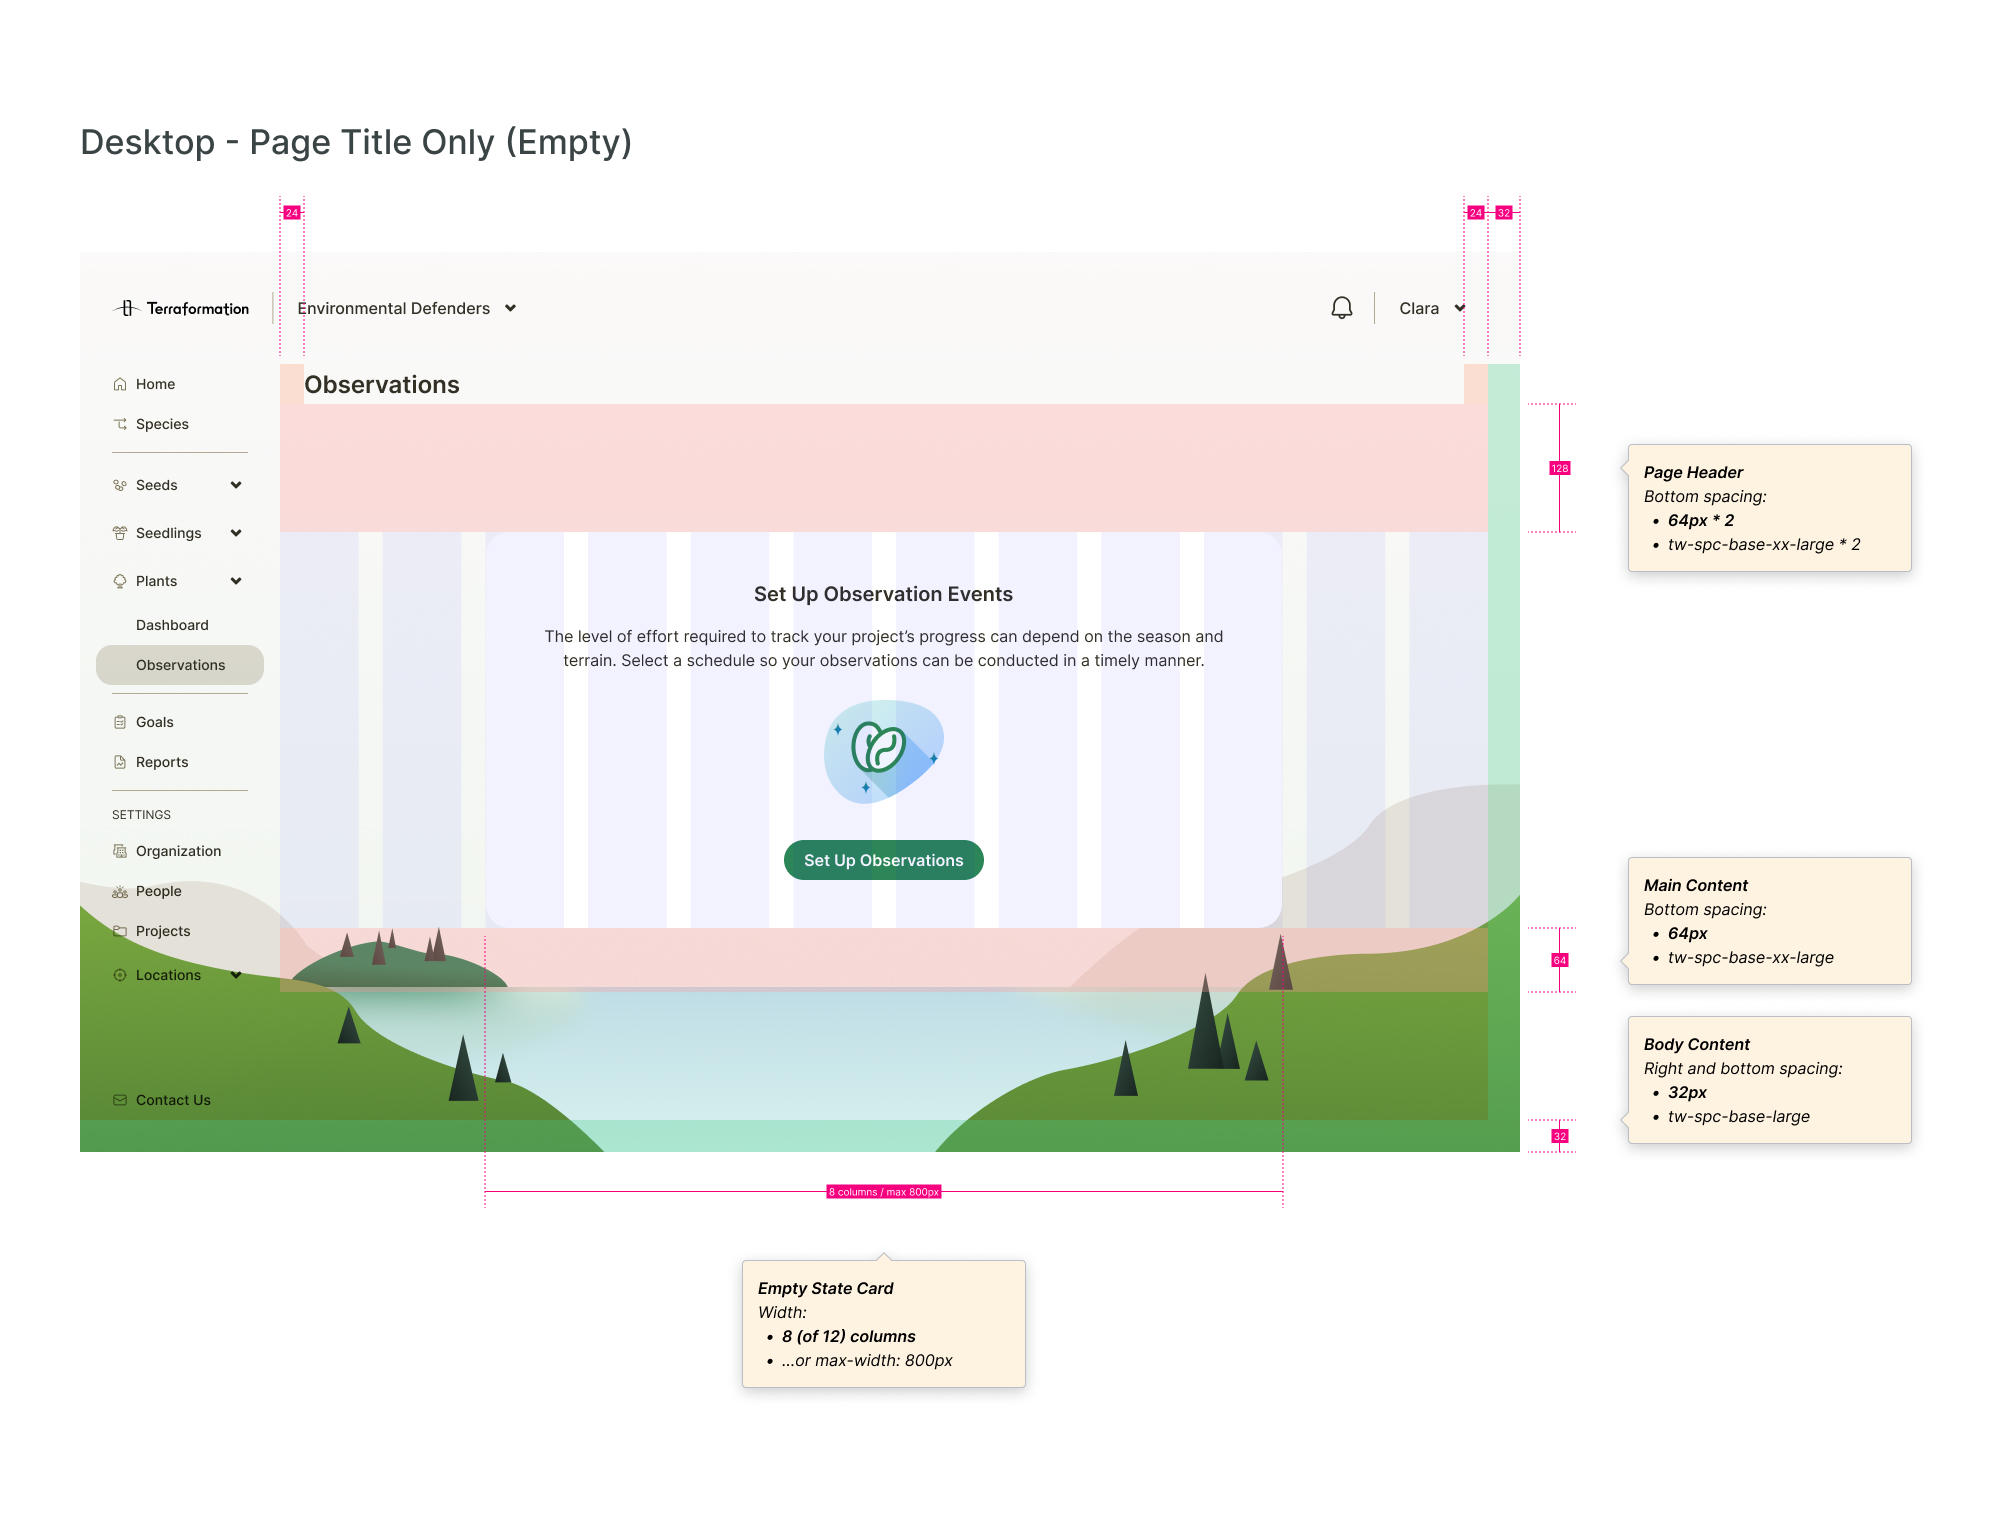 Desktop - Page Title Only (Empty)
24
24
32
Terraformation
Environmental Defenders
Clara
Home
Species
Seeds
Seedlings
Plants
Dashboard
Observations
Goals
Reports
SETTINGS
Organization
People
Projects
Locations
Contact Us
Observations
Set Up Observation Events
The level of effort required to track your project’s progress can depend on the season and
terrain. Select a schedule so your observations can be conducted in a timely manner.
Set Up Observations
128
Page Header
Bottom spacing:
• 64px * 2
• tw-spc-base-xx-large * 2
64
Main Content
Bottom spacing:
• 64px
• tw-spc-base-xx-large
32
Body Content
Right and bottom spacing:
• 32px
• tw-spc-base-large
8 columns / max 800px
Empty State Card
Width:
• 8 (of 12) columns
• ...or max-width: 800px